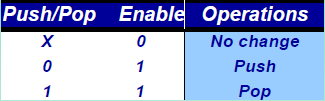 Push/Pop Enable Operations
X 0 No change
0 1 Push
1 1 Pop